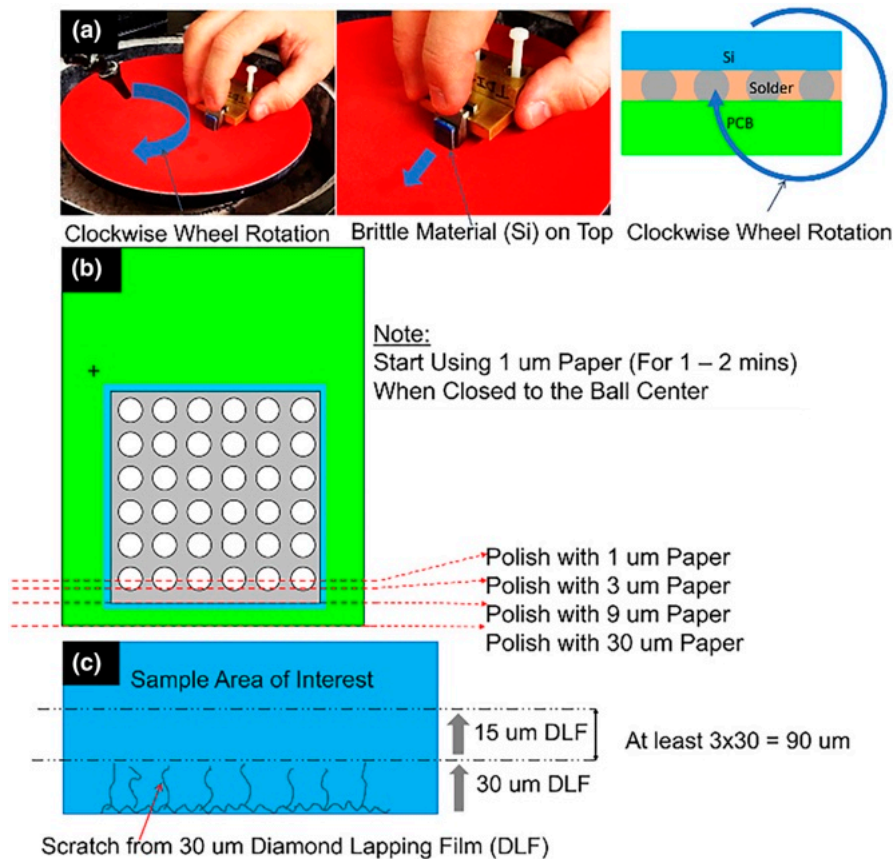 (a)
Si
Solder
PCB
Clockwise Wheel Rotation
Brittle Material (Si) on Top
Clockwise Wheel Rotation
(b)
Note:
Start Using 1 um Paper (For 1 – 2 mins)
When Closed to the Ball Center
Polish with 1 um Paper
Polish with 3 um Paper
Polish with 9 um Paper
Polish with 30 um Paper
(c)
Sample Area of Interest
15 um DLF
At least 3x30 = 90 um
30 um DLF
Scratch from 30 um Diamond Lapping Film (DLF)